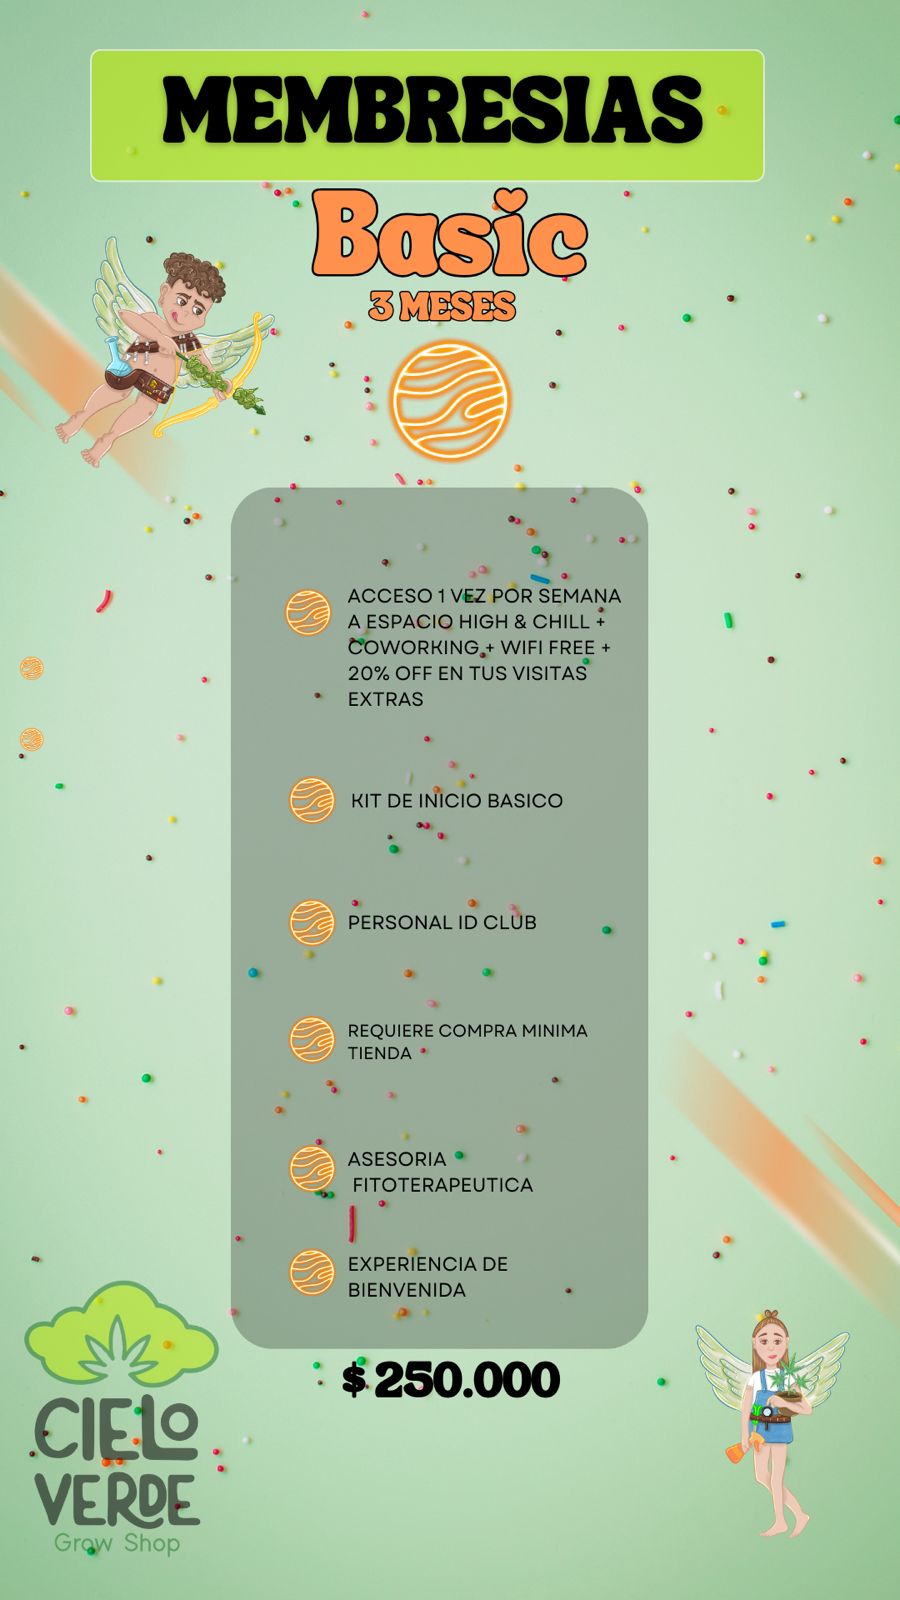 MEMBRESIAS
Basic
3 MESES
ACCESO 1 VEZ POR SEMANA
A ESPACIO HIGH & CHILL +
COWORKING + WIFI FREE +
20% OFF EN TUS VISITAS
EXTRAS
KIT DE INICIO BASICO
PERSONAL ID CLUB
REQUIERE COMPRA MINIMA
TIENDA
ASESORIA
FITOTERAPEUTICA
EXPERIENCIA DE
BIENVENIDA
$ 250.000
CIELO
VERDE
Grow Shop